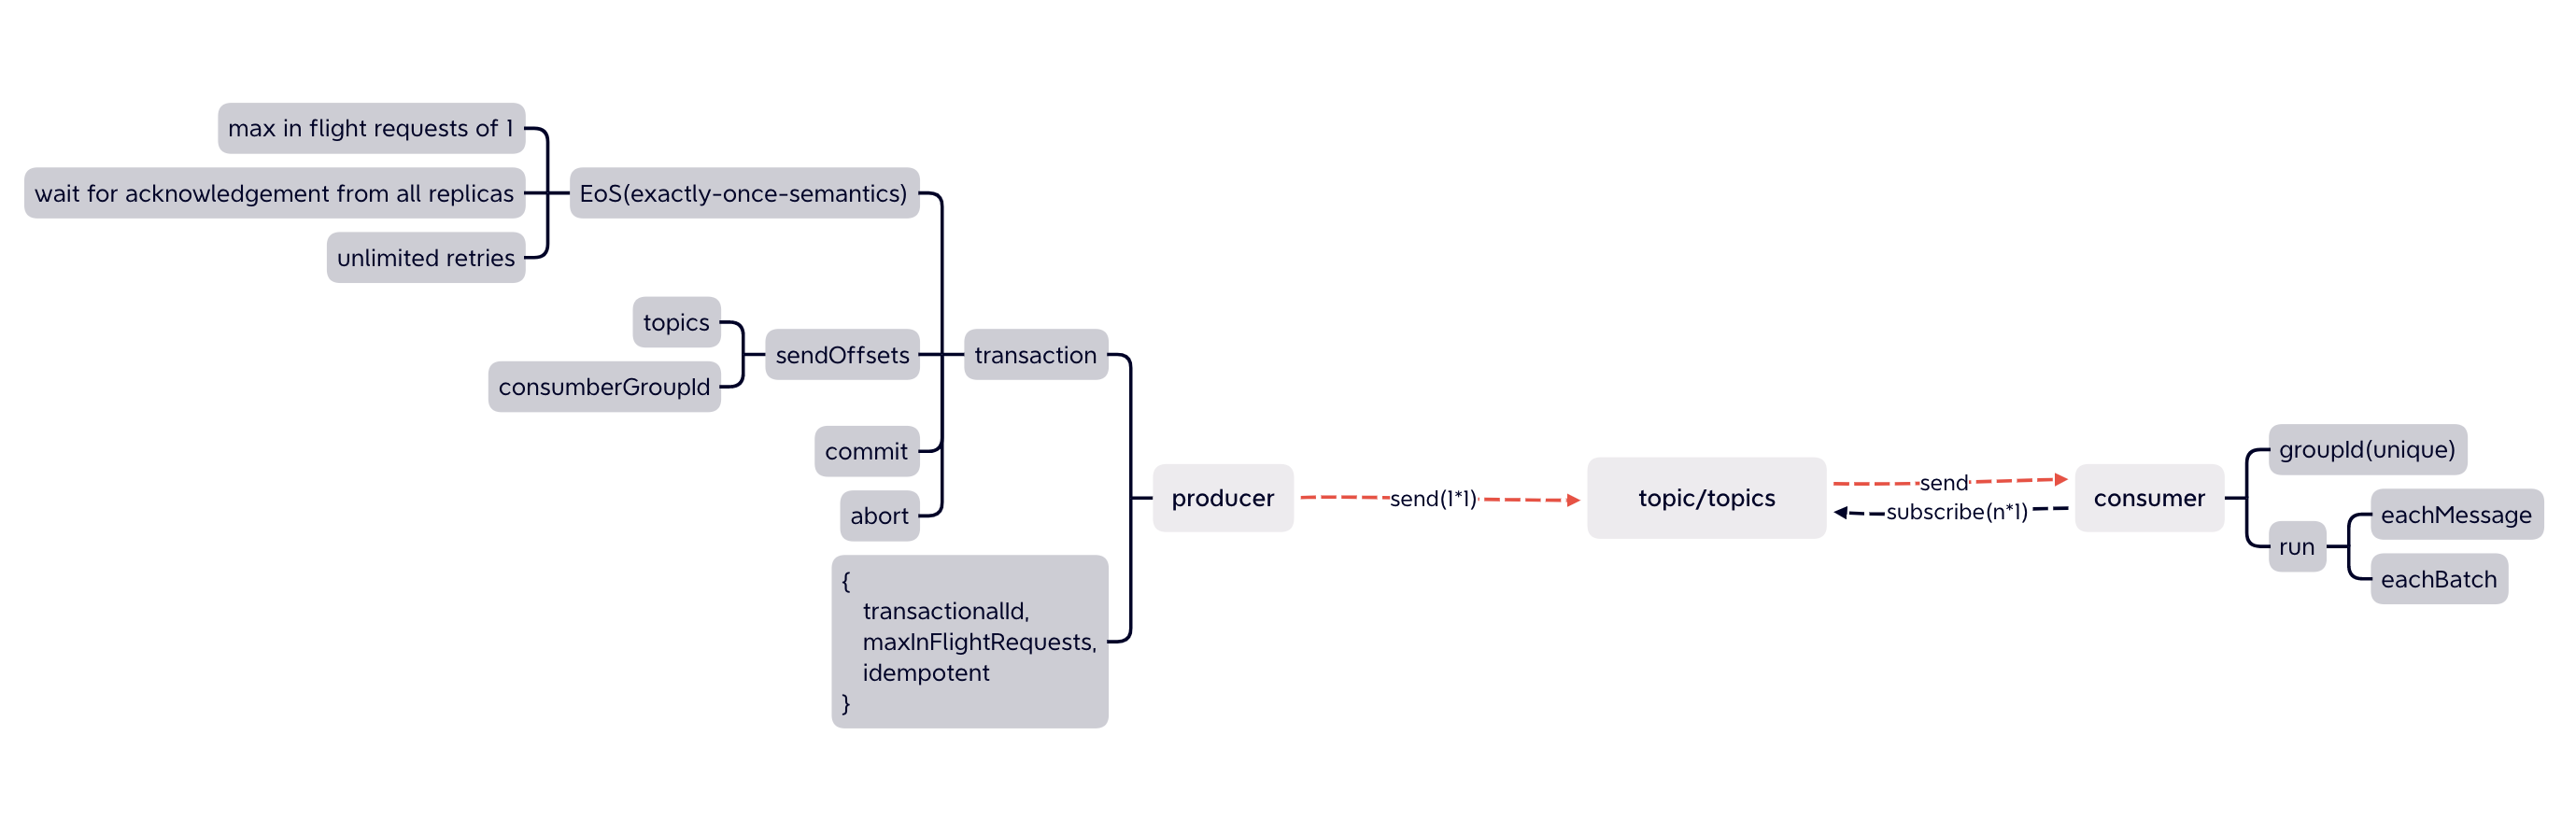 max in flight requests of 1
wait for acknowledgement from all replicas
unlimited retries
EoS(exactly-once-semantics)
topics
consumberGroupId
sendOffsets
transaction
commit
abort
{
transactionalId,
maxInFlightRequests,
idempotent
}
producer
send(1*1)
topic/topics
send
subscribe(n*1)
consumer
groupId(unique)
run
eachMessage
eachBatch